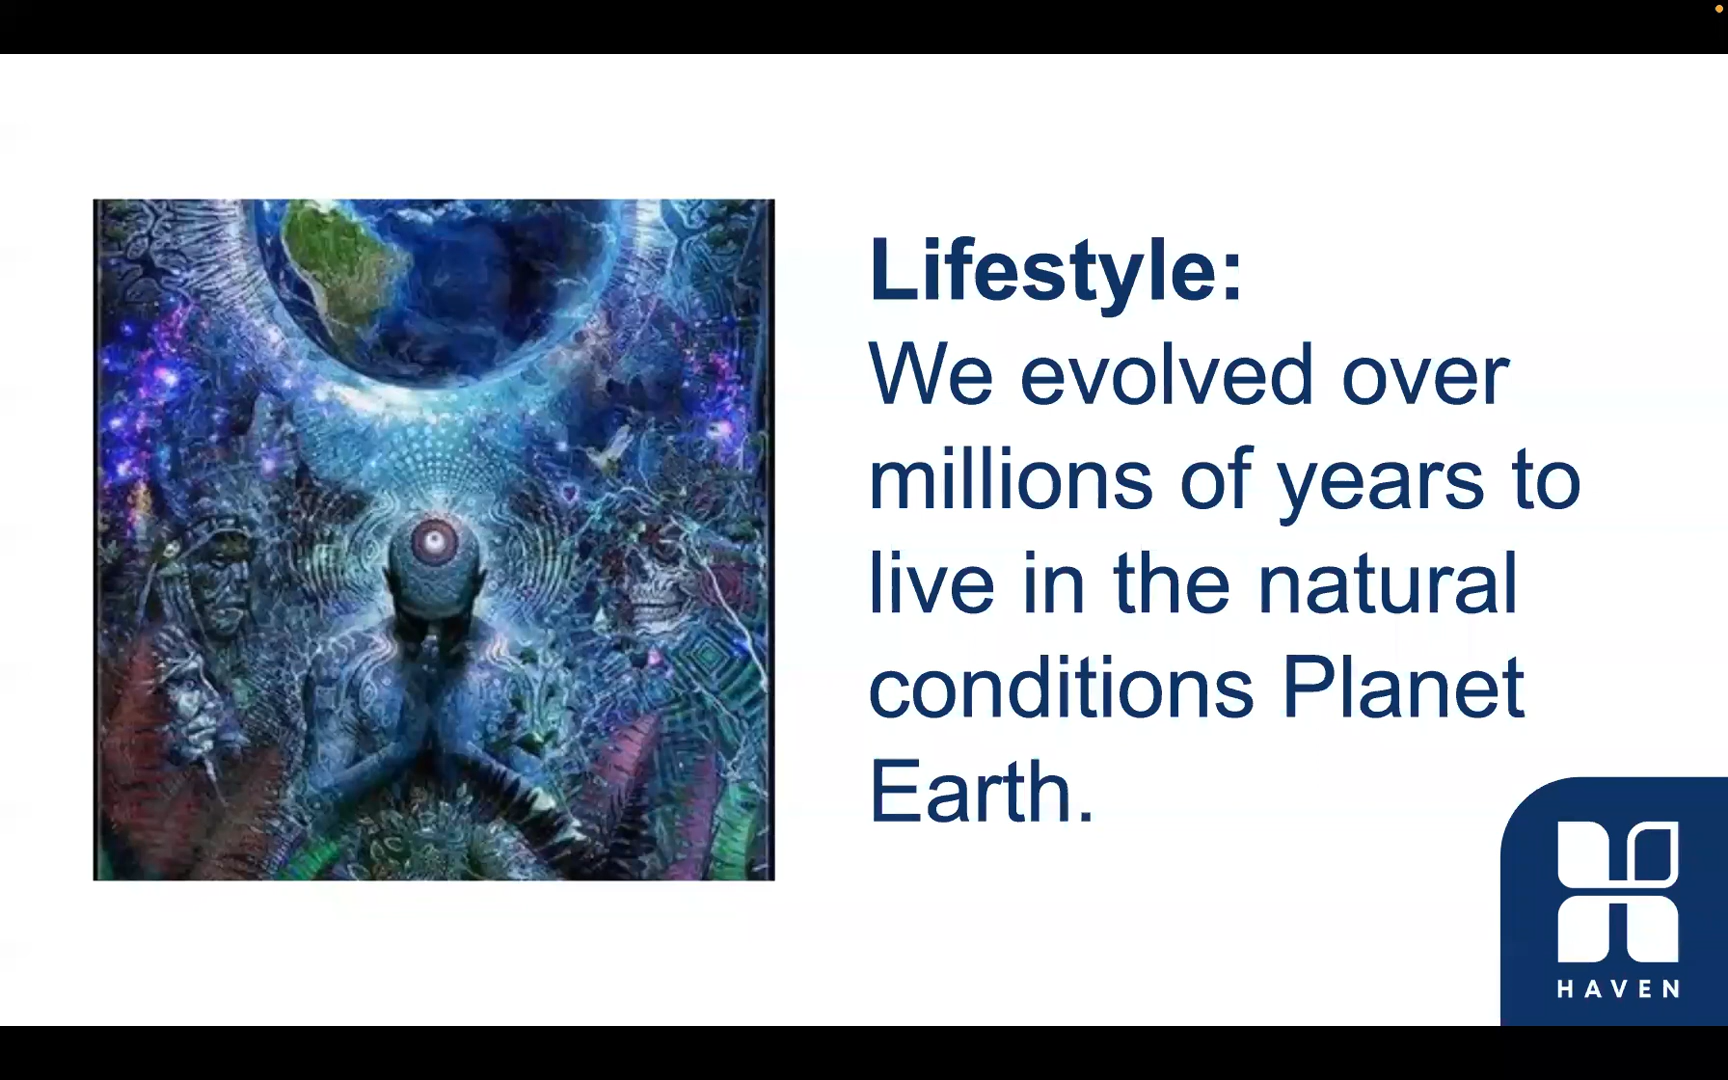 Lifestyle:
We evolved over
millions of years to
live in the natural
conditions Planet
Earth.
HAVEN